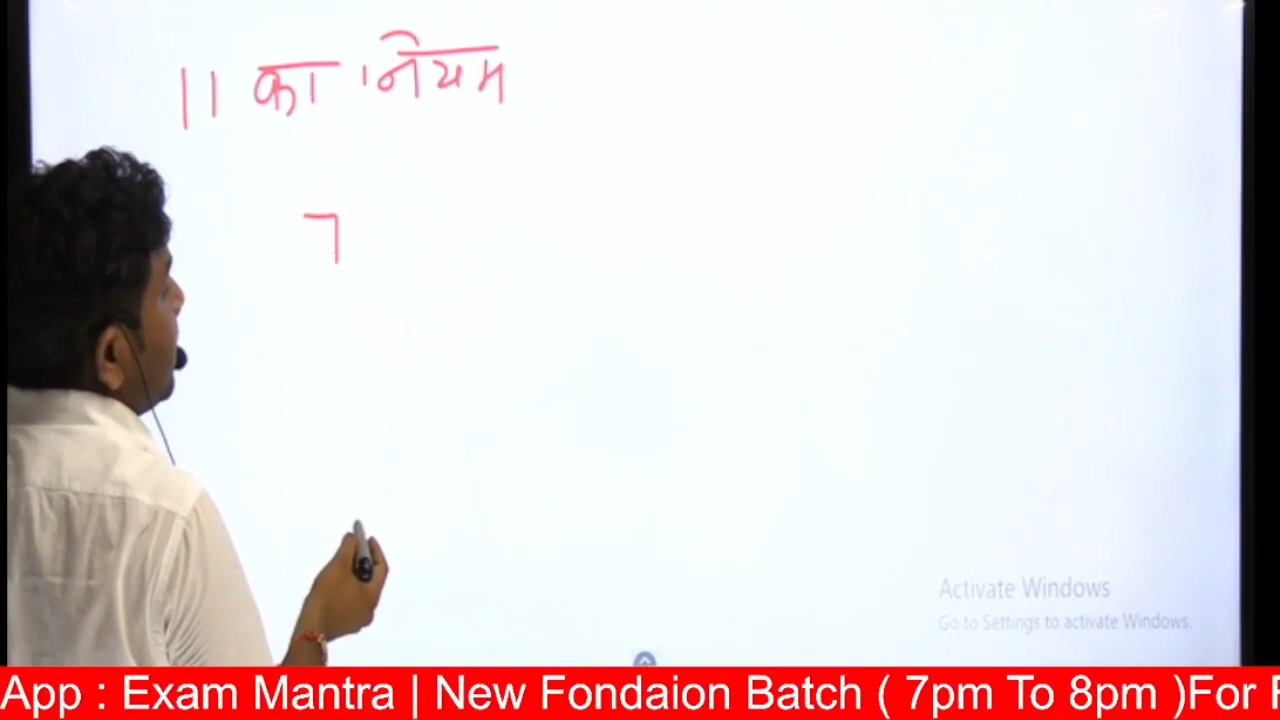 11 का नियम
7
Activate Windows
Go to Settings to activate Windows.
App : Exam Mantra | New Fondaion Batch ( 7pm To 8pm )For